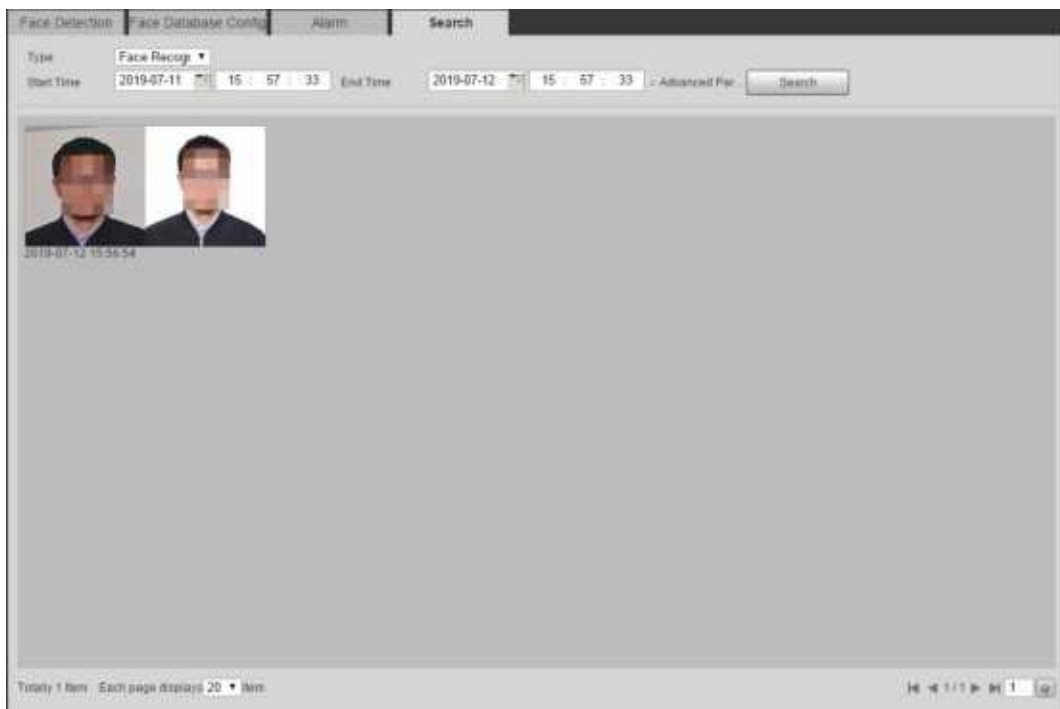 Face Detection Face Database Config Alarm Search
Type Face Recogr
Start Time 2019-07-11 15 : 57 : 33 End Time 2019-07-12 15 : 57 : 33 Advanced Par Search
2019-07-12 15:56:54
Totally 1 Item Each page displays 20 Item
1/1 1